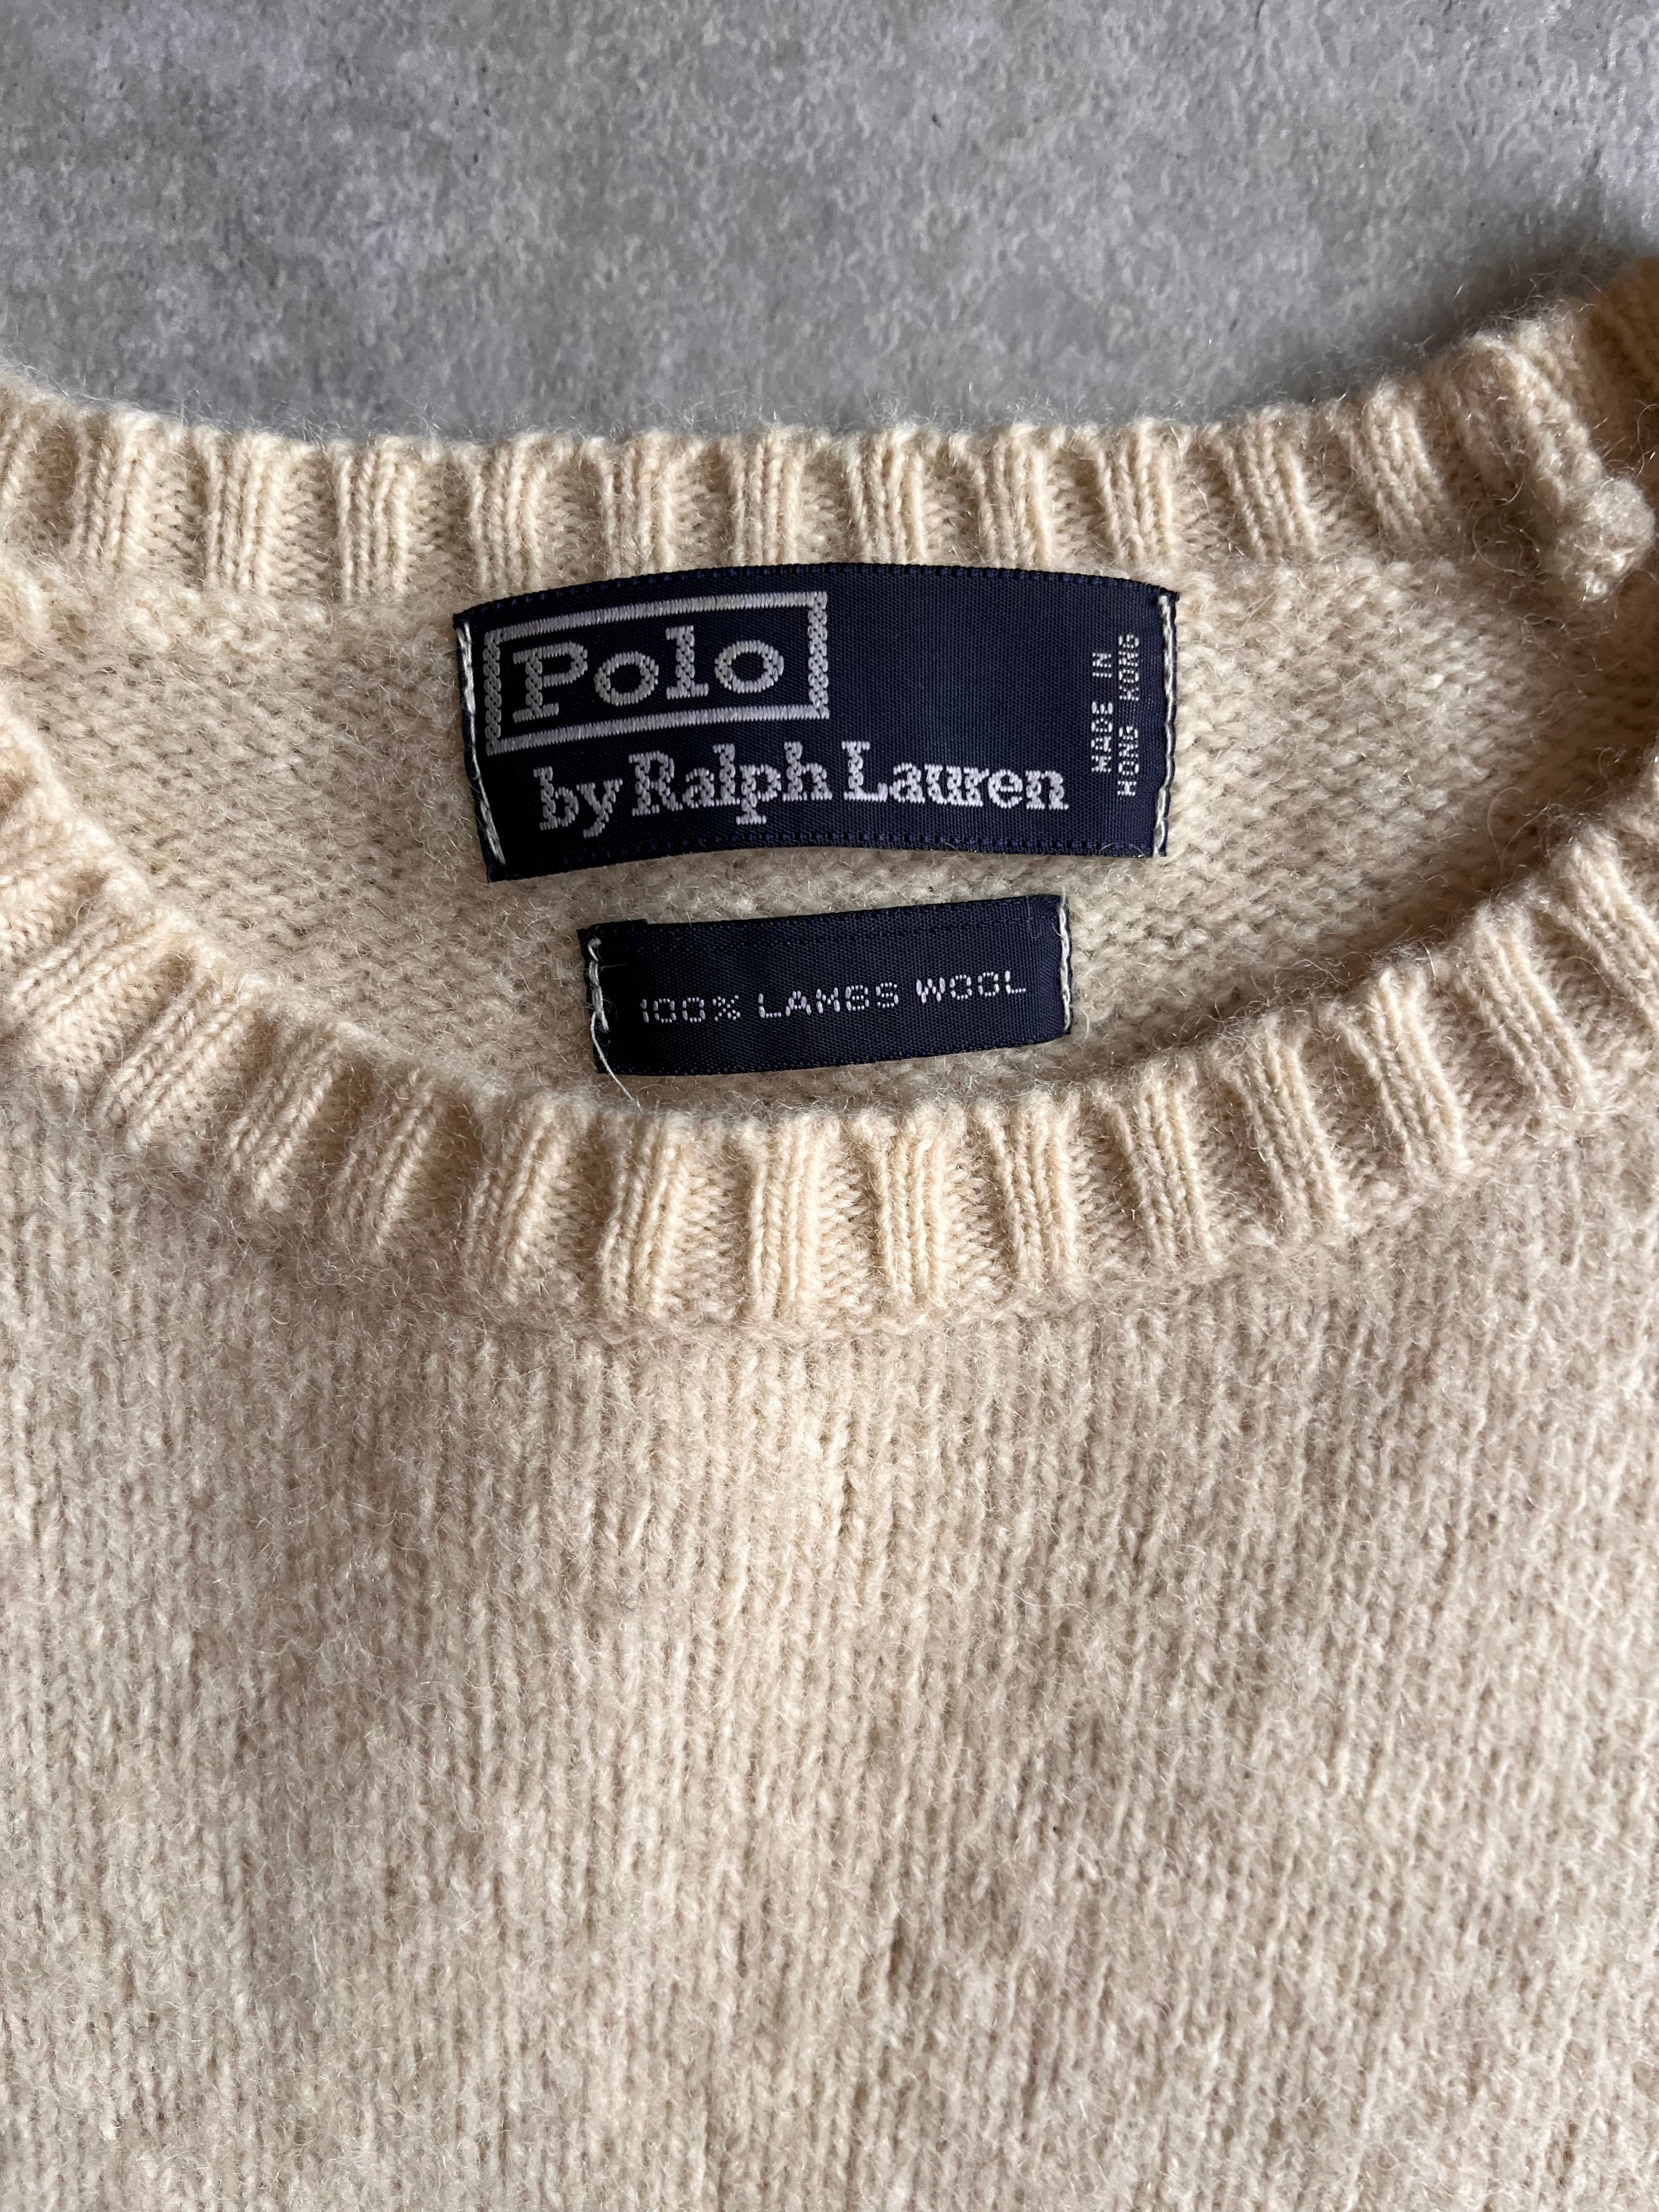 Polo
by Ralph Lauren
MADE IN
HONG KONG
100% LAMBS WOOL